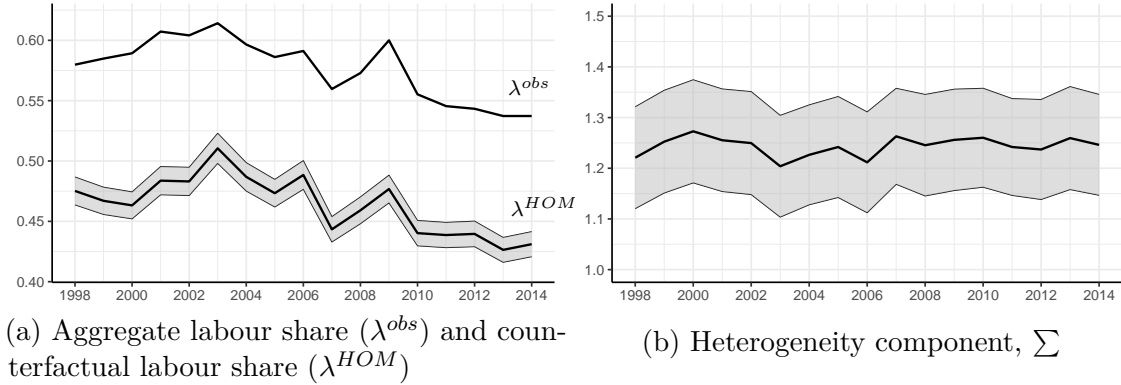 0.60
0.55
0.50
0.45
0.40
λ^obs
λ^HOM
1998 2000 2002 2004 2006 2008 2010 2012 2014
(a) Aggregate labour share (λ^obs) and coun-
terfactual labour share (λ^HOM)
1.5
1.4
1.3
1.2
1.1
1.0
1998 2000 2002 2004 2006 2008 2010 2012 2014
(b) Heterogeneity component, ∑